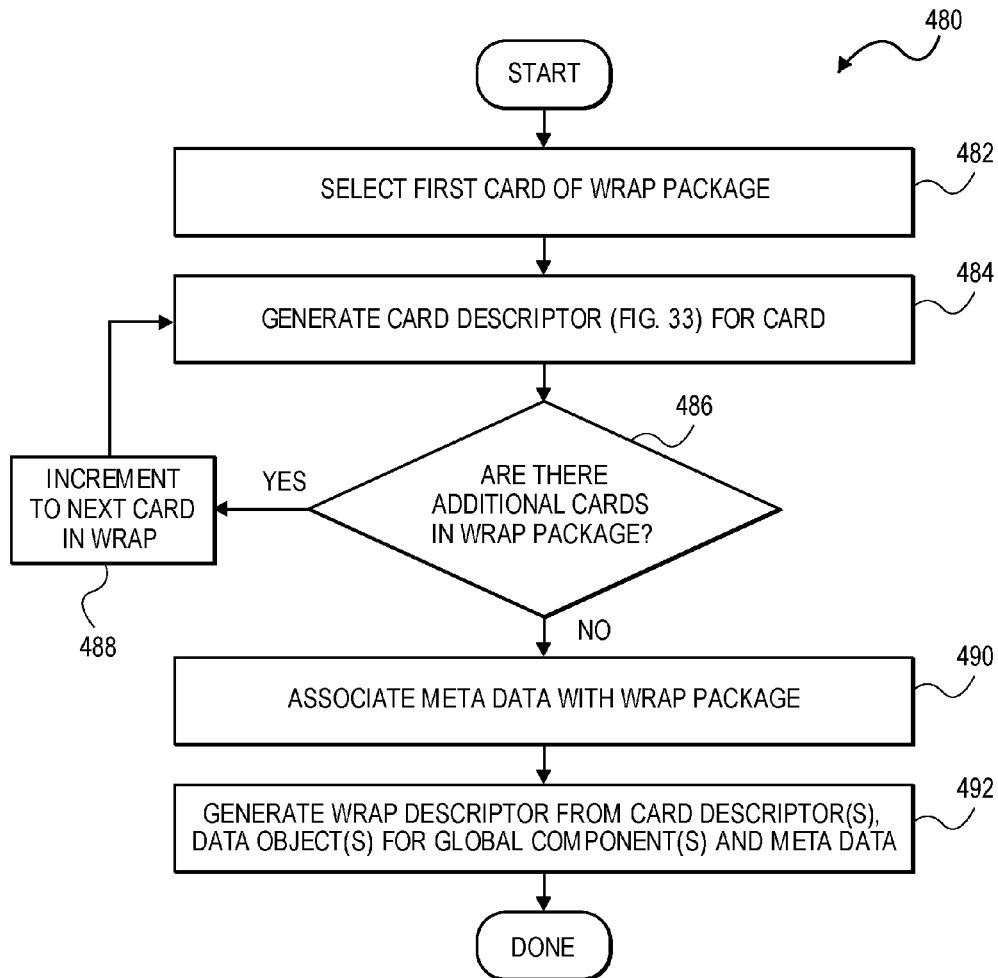 480
START
482
SELECT FIRST CARD OF WRAP PACKAGE
484
GENERATE CARD DESCRIPTOR (FIG. 33) FOR CARD
486
ARE THERE
ADDITIONAL CARDS
IN WRAP PACKAGE?
YES
INCREMENT
TO NEXT CARD
IN WRAP
488
NO
490
ASSOCIATE META DATA WITH WRAP PACKAGE
492
GENERATE WRAP DESCRIPTOR FROM CARD DESCRIPTOR(S),
DATA OBJECT(S) FOR GLOBAL COMPONENT(S) AND META DATA
DONE